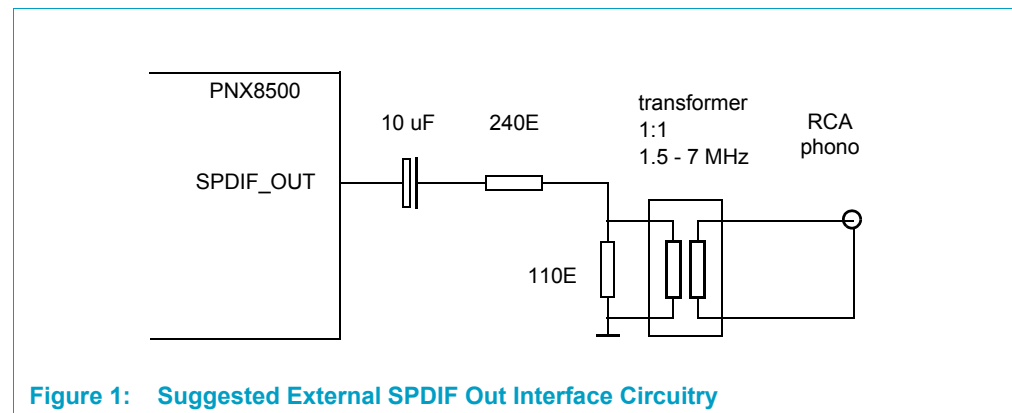 PNX8500
10 uF
240E
transformer
1:1
1.5 - 7 MHz
RCA
phono
SPDIF_OUT
110E
Figure 1: Suggested External SPDIF Out Interface Circuitry